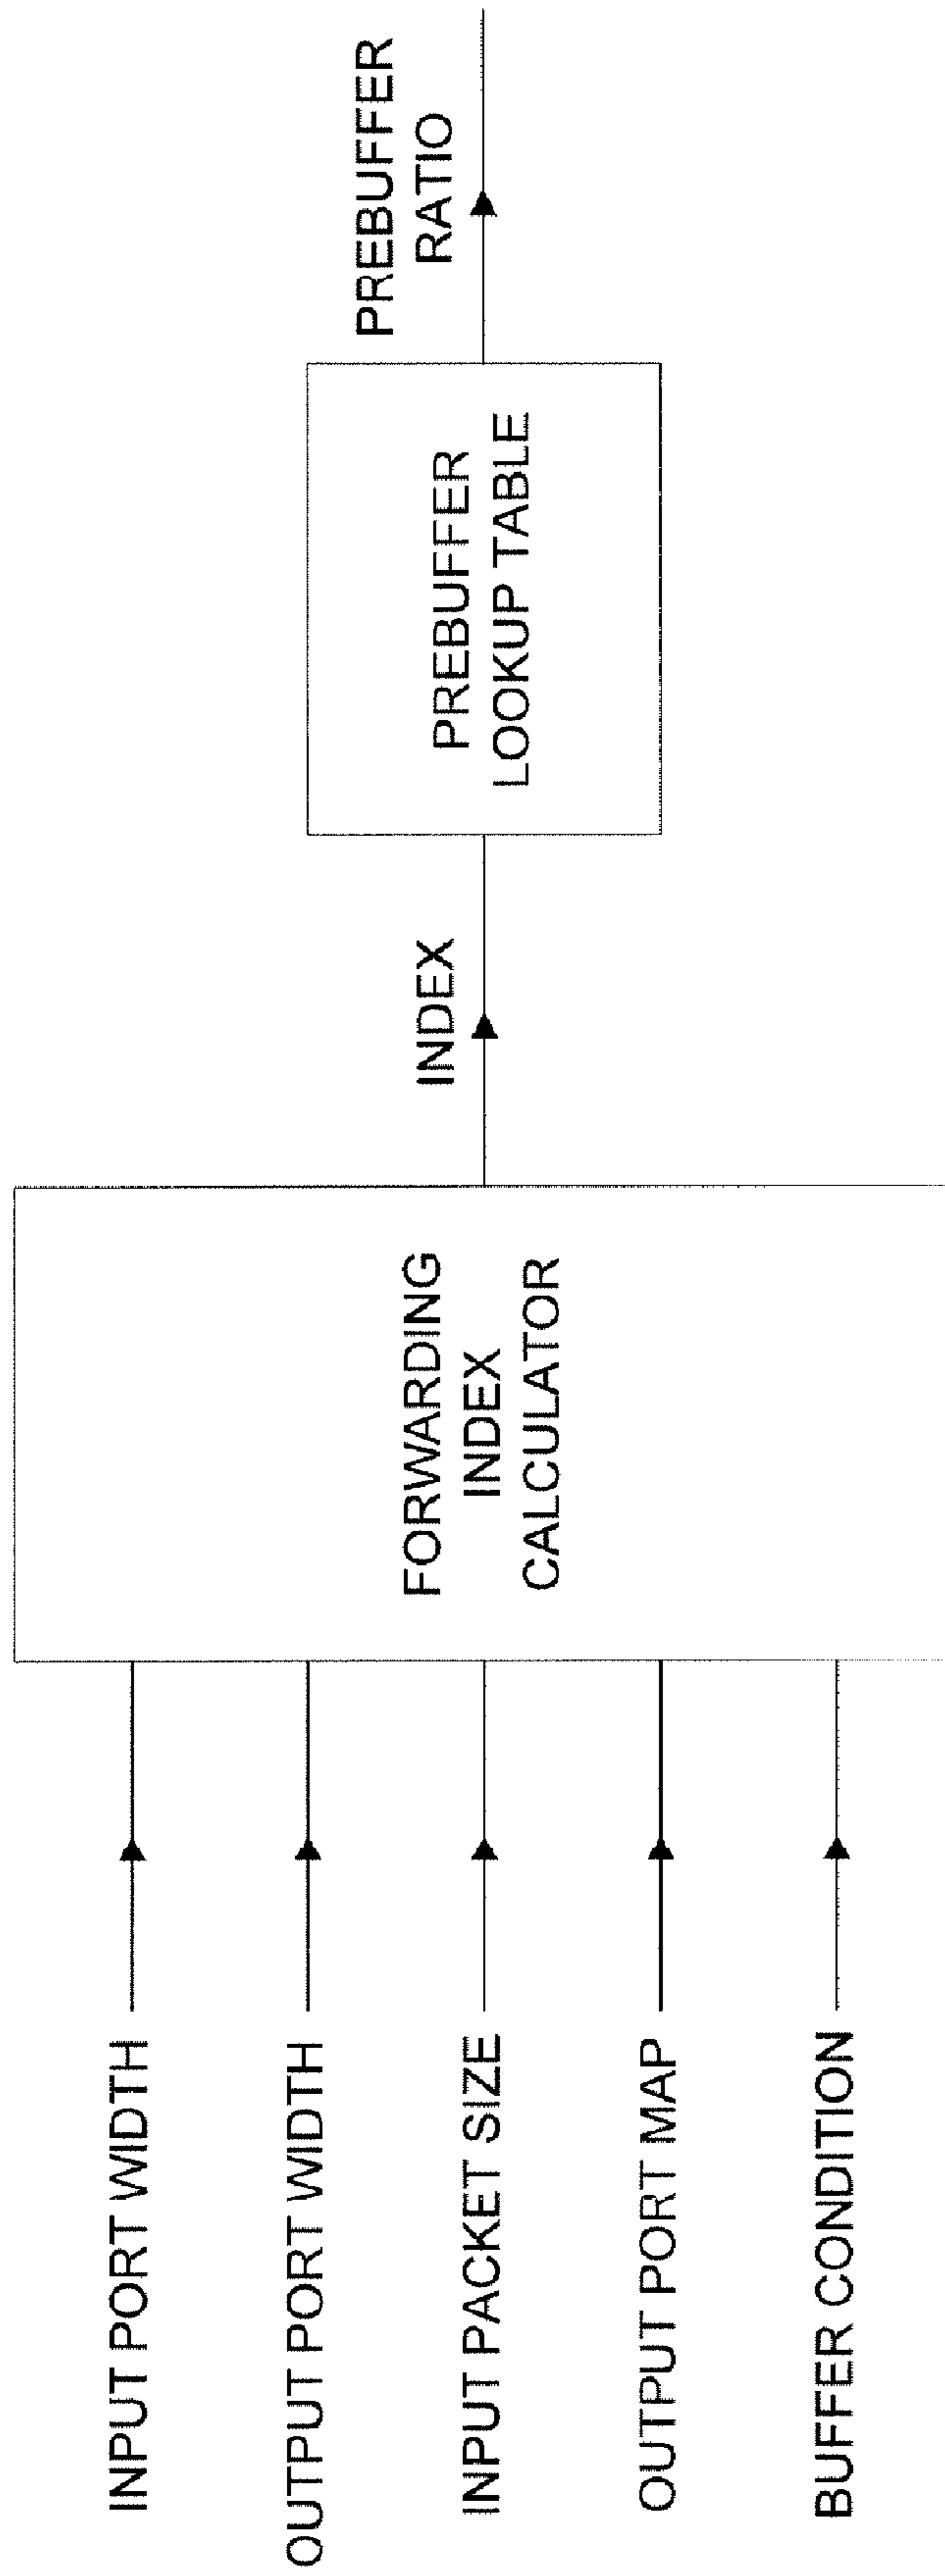 INPUT PORT WIDTH
OUTPUT PORT WIDTH
INPUT PACKET SIZE
OUTPUT PORT MAP
BUFFER CONDITION
FORWARDING
INDEX
CALCULATOR
INDEX
PREBUFFER
LOOKUP TABLE
PREBUFFER
RATIO